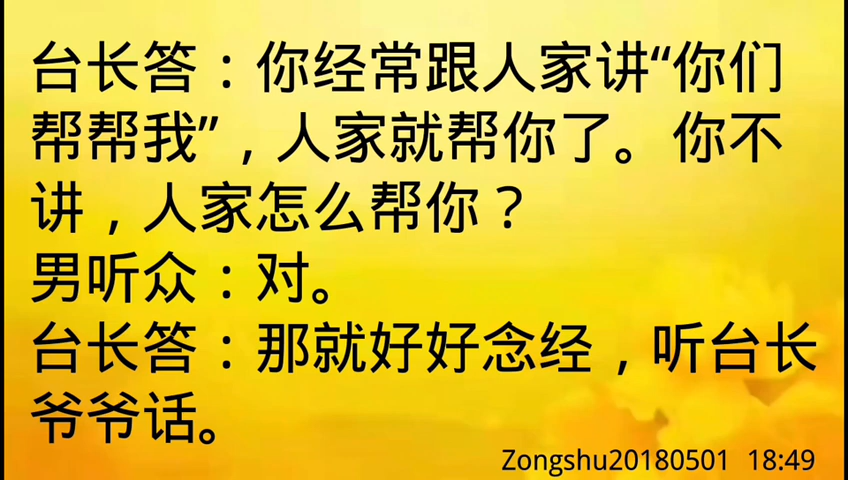 台长答：你经常跟人家讲“你们
帮帮我”，人家就帮你了。你不
讲，人家怎么帮你？
男听众：对。
台长答：那就好好念经，听台长
爷爷话。
Zongshu20180501 18:49